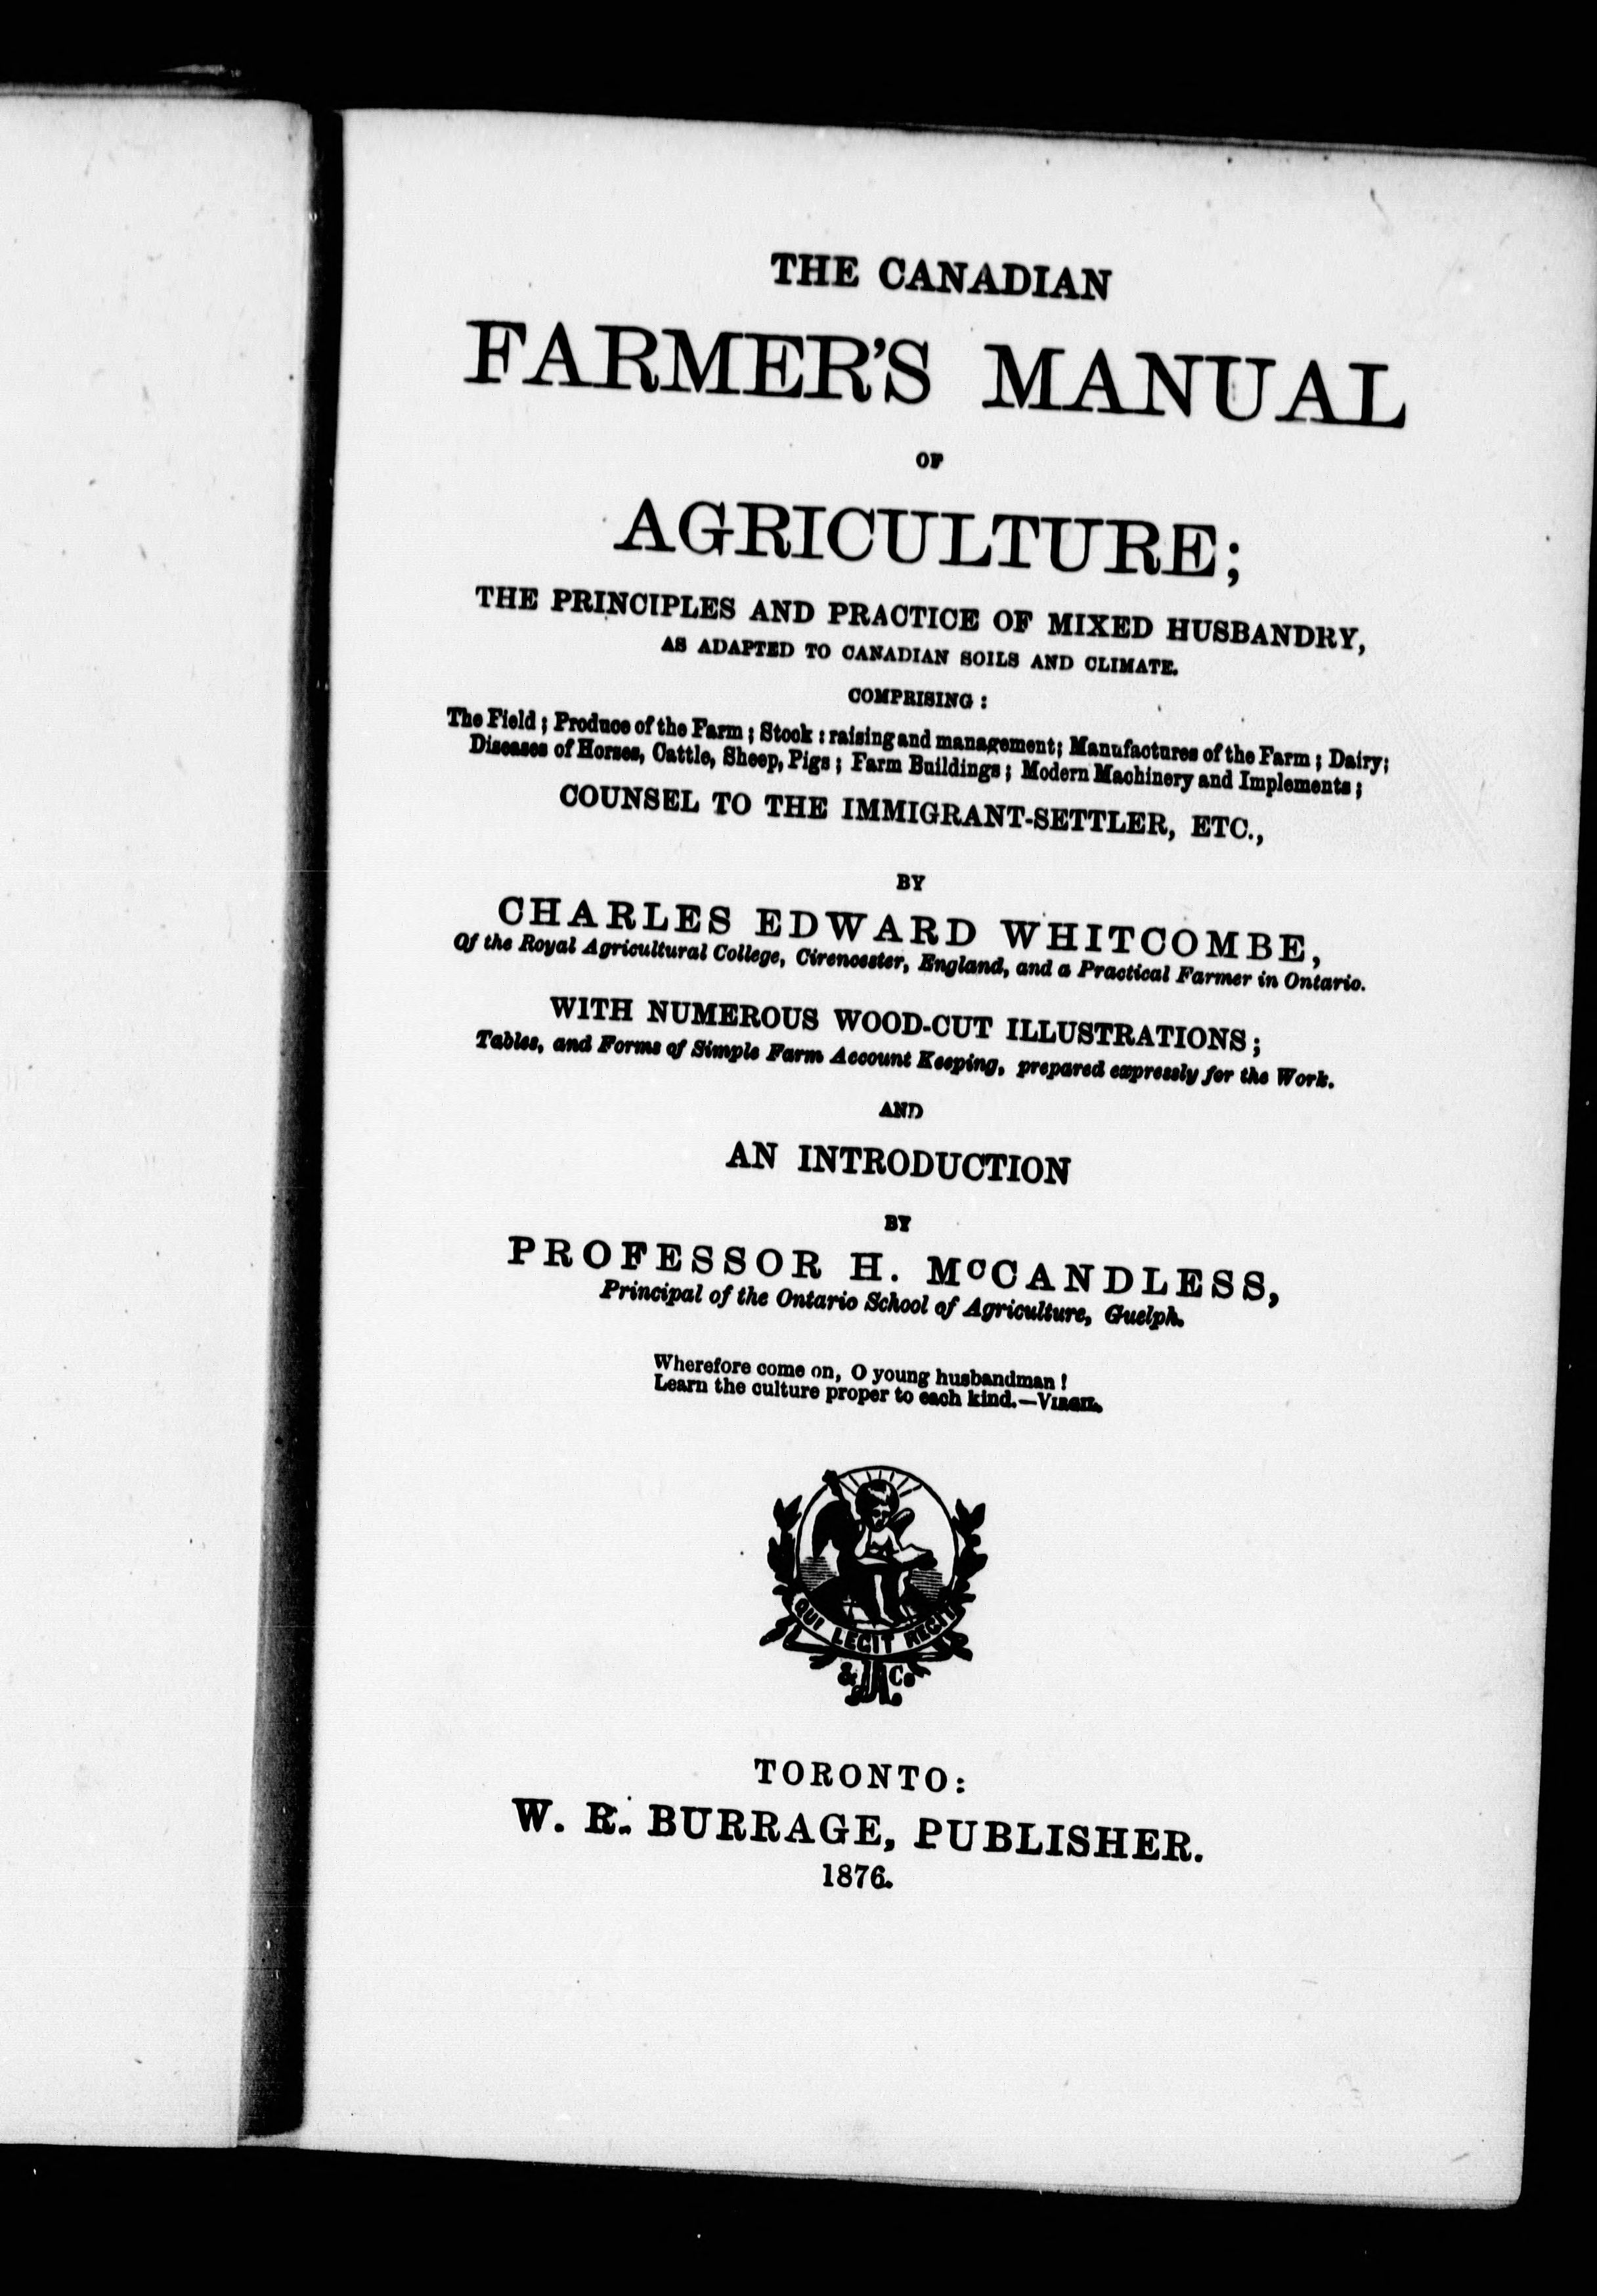 THE CANADIAN
FARMER'S MANUAL
OF
AGRICULTURE;
THE PRINCIPLES AND PRACTICE OF MIXED HUSBANDRY,
AS ADAPTED TO CANADIAN SOILS AND CLIMATE.
COMPRISING:
The Field; Produce of the Farm; Stock: raising and management; Manufactures of the Farm; Dairy;
Diseases of Horses, Cattle, Sheep, Pigs; Farm Buildings; Modern Machinery and Implements;
COUNSEL TO THE IMMIGRANT-SETTLER, ETC.,
BY
CHARLES EDWARD WHITCOMBE,
Of the Royal Agricultural College, Cirencester, England, and a Practical Farmer in Ontario.
WITH NUMEROUS WOOD-CUT ILLUSTRATIONS;
Tables, and Forms of Simple Farm Account Keeping, prepared expressly for the Work.
AND
AN INTRODUCTION
BY
PROFESSOR H. McCANDLESS,
Principal of the Ontario School of Agriculture, Guelph.
Wherefore come on, O young husbandman!
Learn the culture proper to each kind.—VIRGIL.
QUI LEGIT REGIT
& A Co
TORONTO:
W. R. BURRAGE, PUBLISHER.
1876.